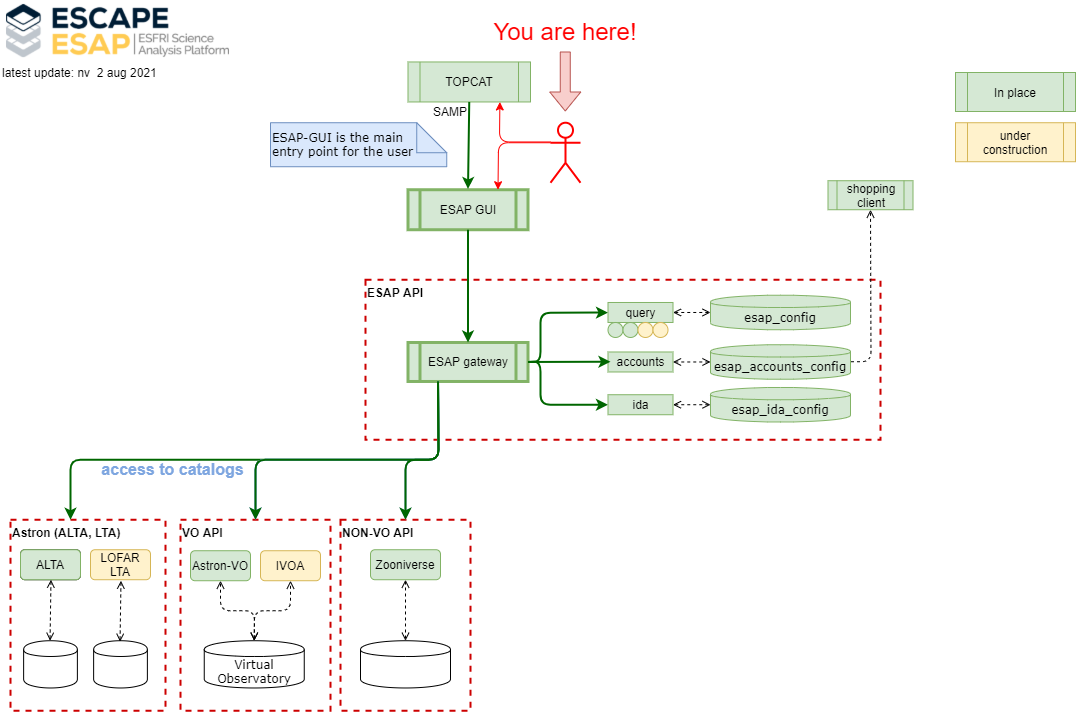 ESCAPE
ESAP
ESFRI Science
Analysis Platform
latest update: nv  2 aug 2021
You are here!
TOPCAT
SAMP
In place
under
construction
ESAP-GUI is the main
entry point for the user
ESAP GUI
shopping
client
ESAP API
query
esap_config
ESAP gateway
accounts
esap_accounts_config
ida
esap_ida_config
access to catalogs
Astron (ALTA, LTA)
ALTA
LOFAR
LTA
VO API
Astron-VO
IVOA
Virtual
Observatory
NON-VO API
Zooniverse